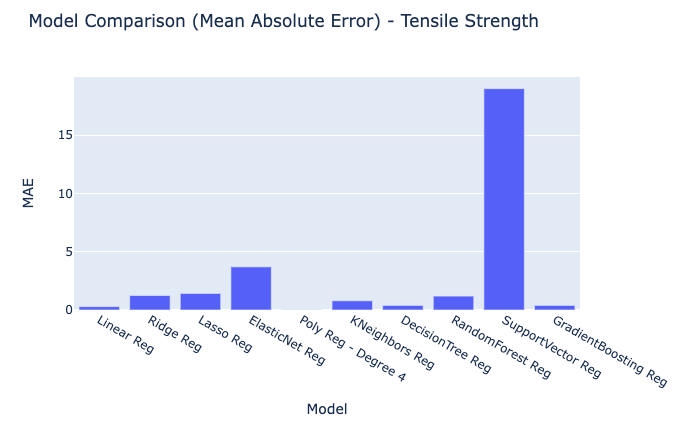 Model Comparison (Mean Absolute Error) - Tensile Strength
MAE
15
10
5
0
Linear Reg
Ridge Reg
Lasso Reg
ElasticNet Reg
Poly Reg - Degree 4
KNeighbors Reg
DecisionTree Reg
RandomForest Reg
SupportVector Reg
GradientBoosting Reg
Model